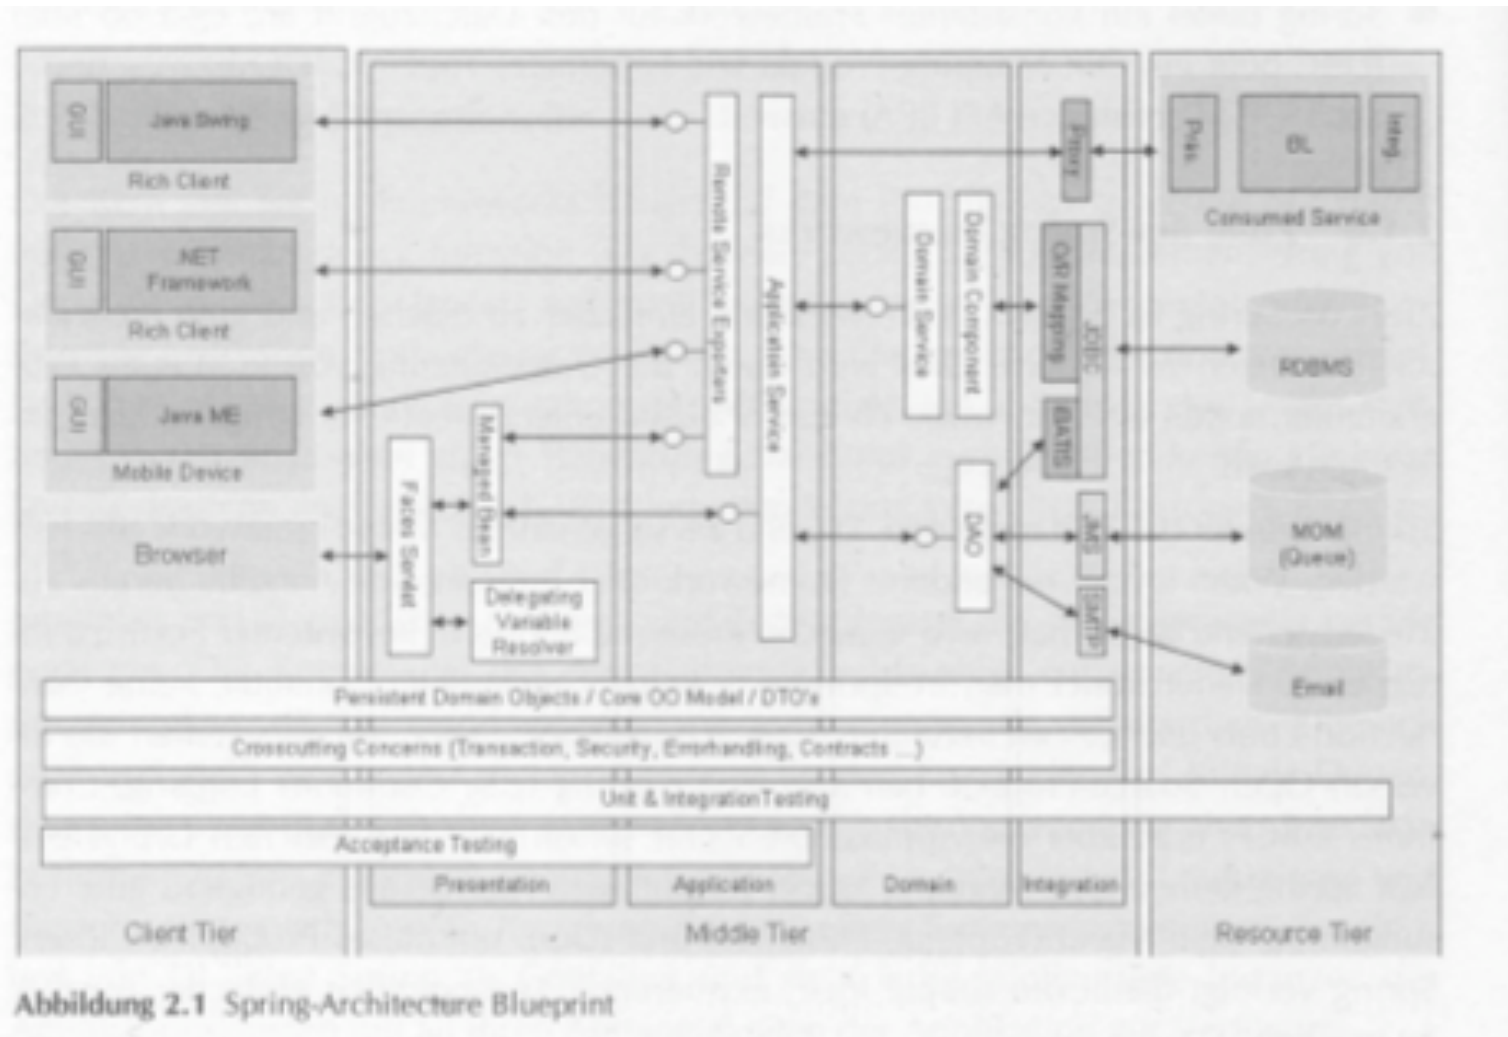 GUI
Java Swing
Rich Client
GUI
.NET
Framework
Rich Client
GUI
Java ME
Mobile Device
Browser
Faces Servlet
Managed Bean
Delegating
Variable
Resolver
Remote Service Exporters
Application Service
Domain Service
Domain Component
DAO
Proxy
O/R Mapping
JDBC
iBATIS
JMS
SMTP
Präs.
BL
Integ.
Consumed Service
RDBMS
MOM
(Queue)
Email
Persistent Domain Objects / Core OO Model / DTO's
Crosscutting Concerns (Transaction, Security, Errorhandling, Contracts ...)
Unit & IntegrationTesting
Acceptance Testing
Presentation
Application
Domain
Integration
Client Tier
Middle Tier
Resource Tier
Abbildung 2.1 Spring-Architecture Blueprint